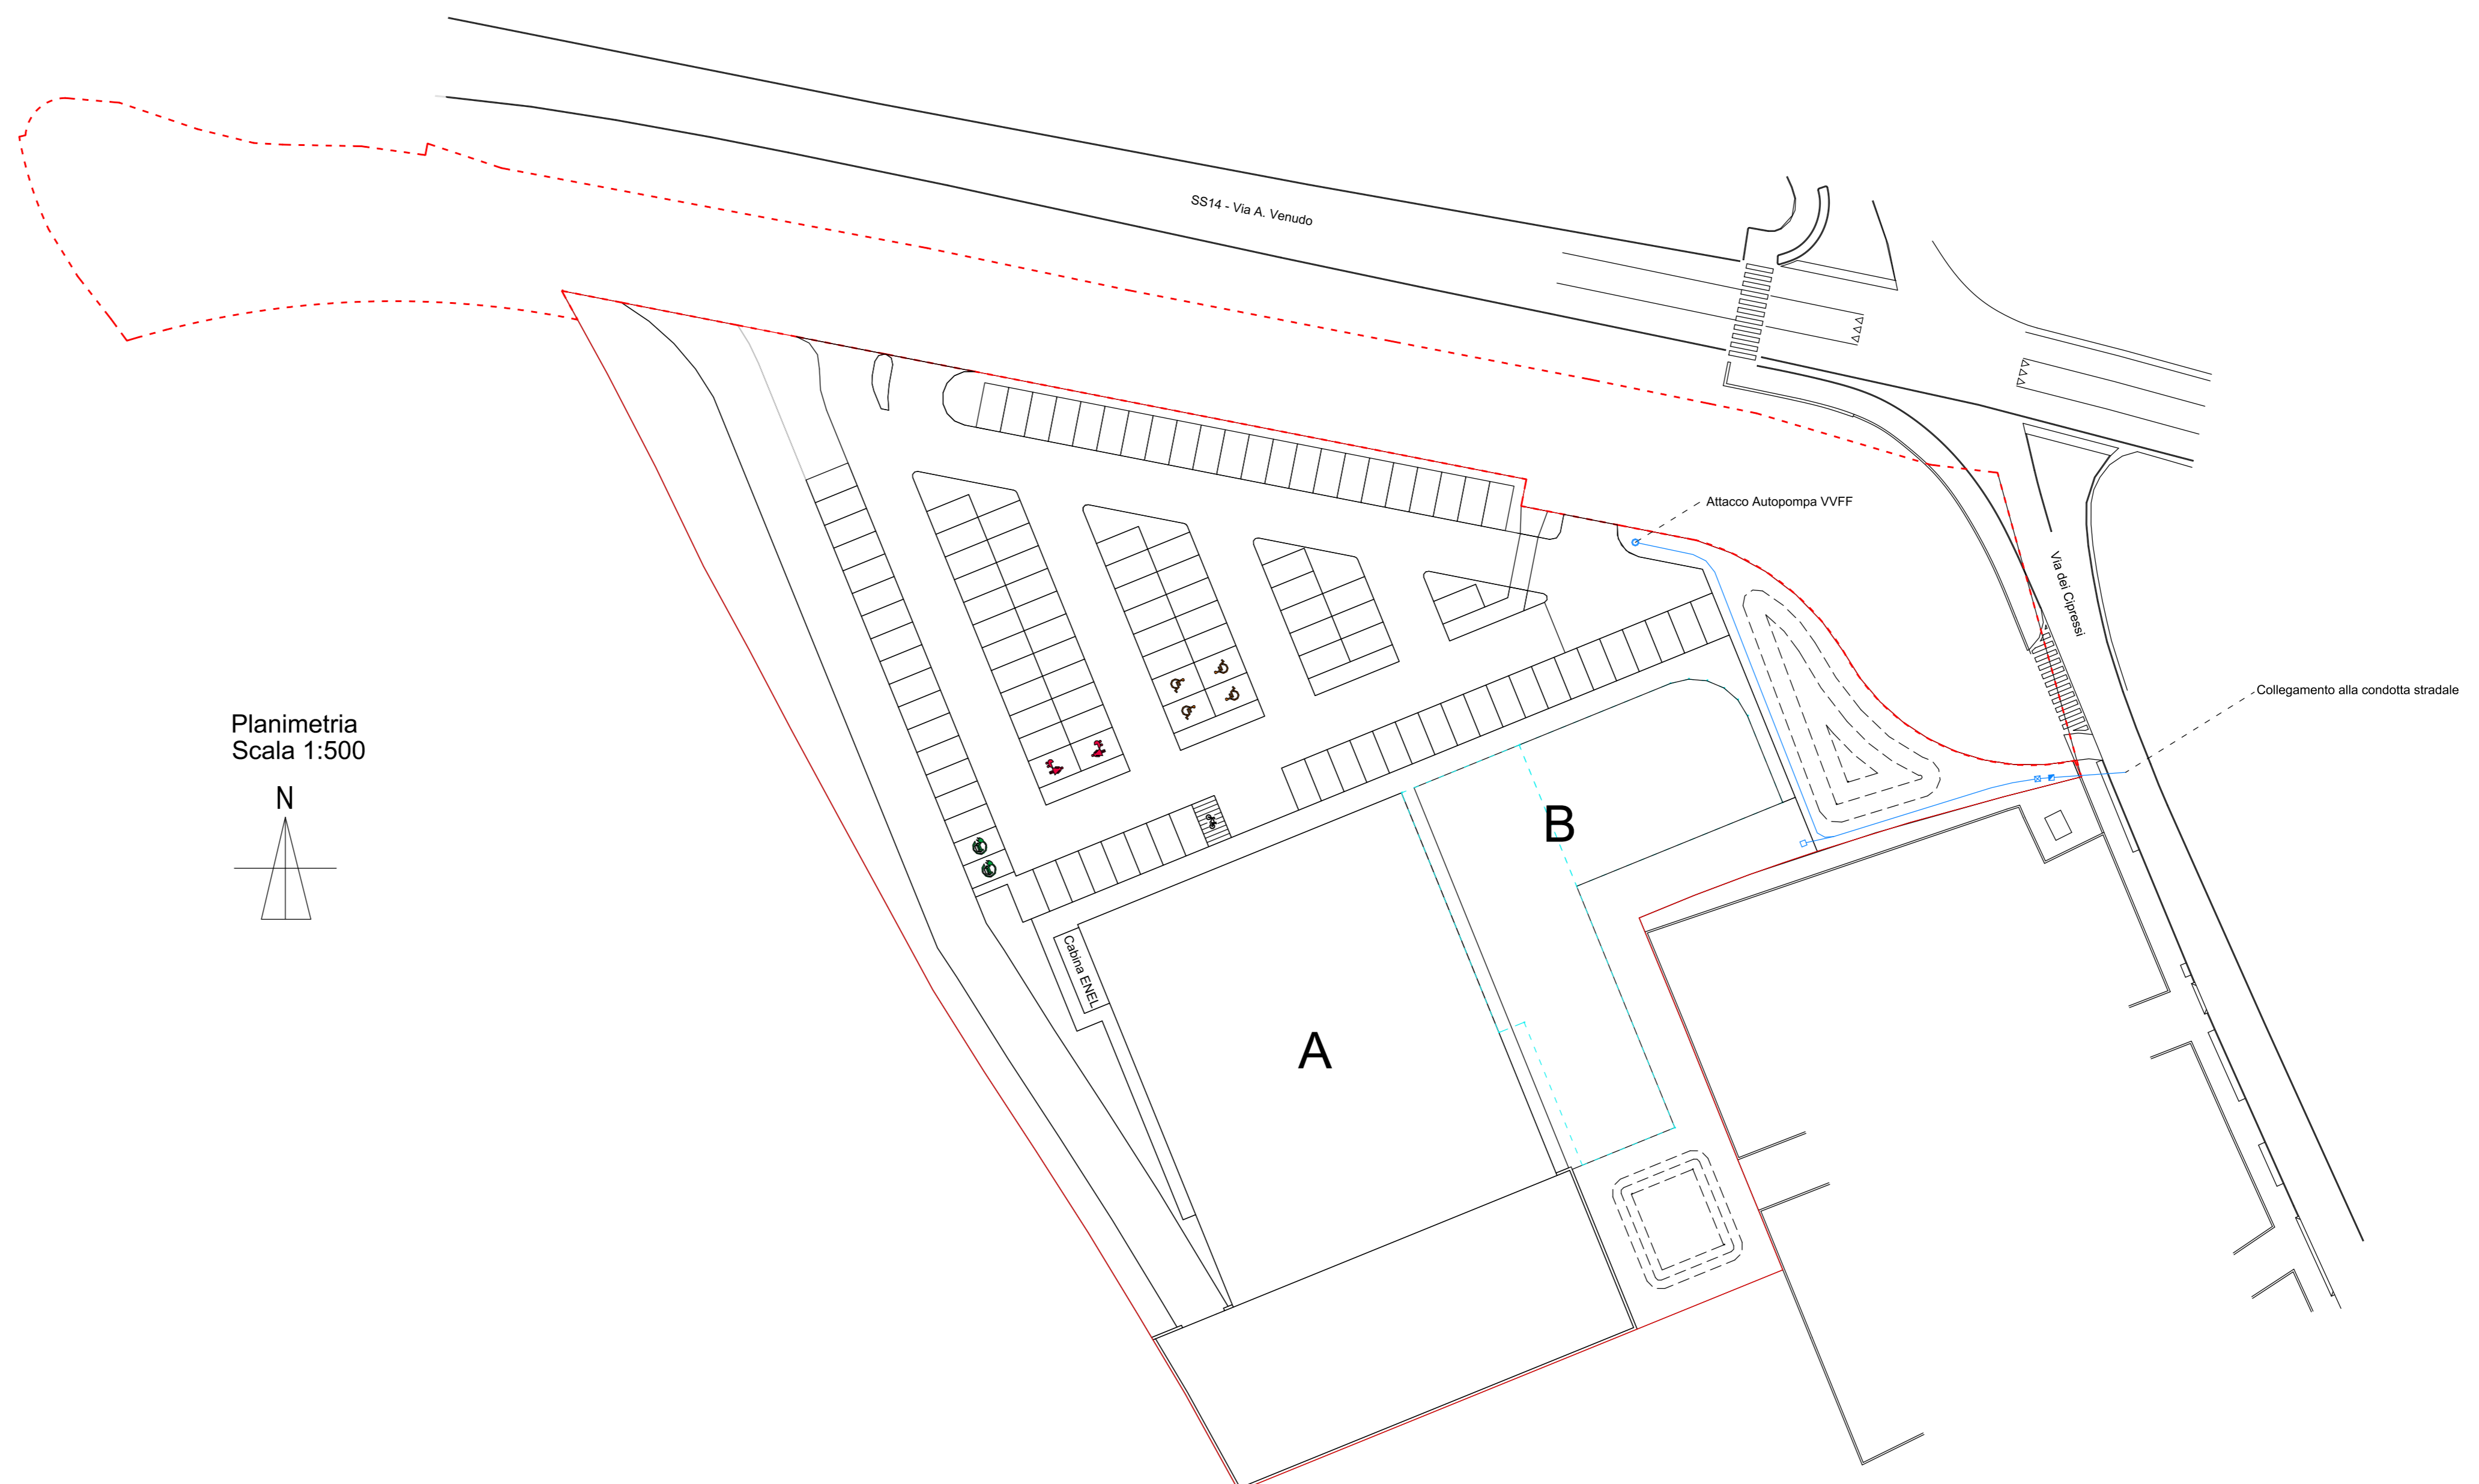 SS14 - Via A. Venudo
Attacco Autopompa VVFF
Via dei Cipressi
Collegamento alla condotta stradale
Planimetria
Scala 1:500
N
B
Cabina ENEL
A